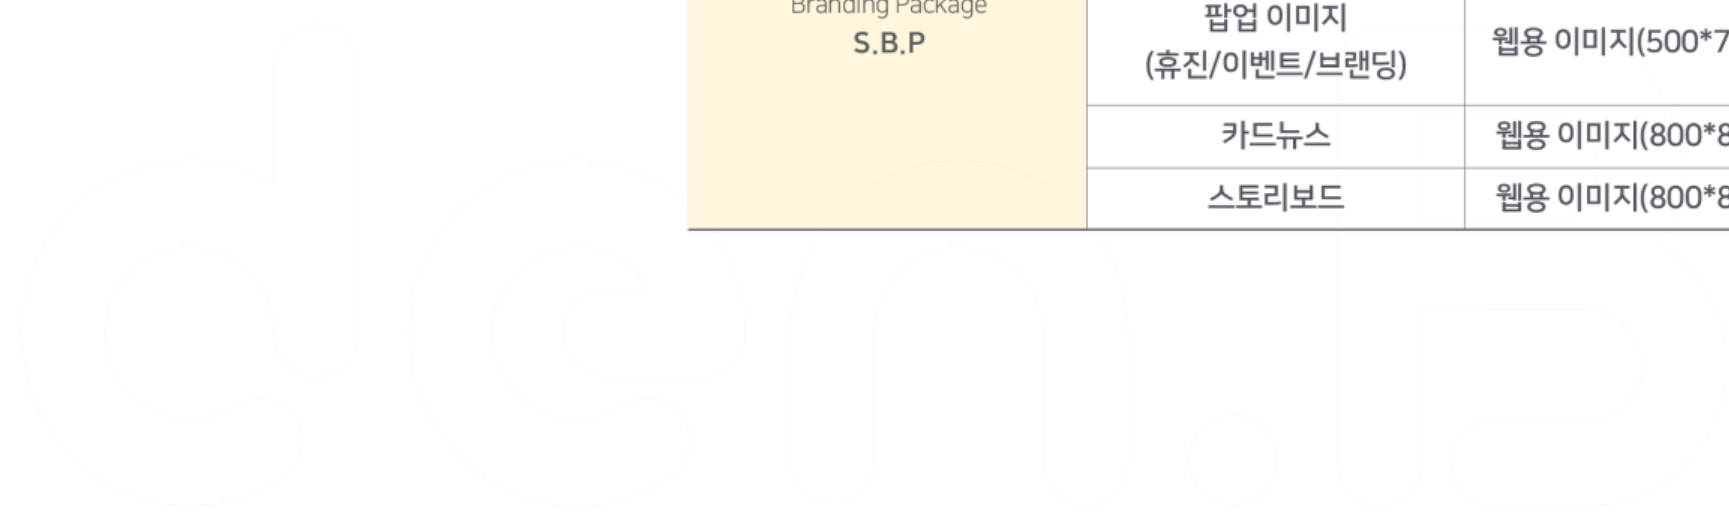 Branding Package
S.B.P
팝업 이미지
(휴진/이벤트/브랜딩)
웹용 이미지(500*7
카드뉴스
웹용 이미지(800*8
스토리보드
웹용 이미지(800*8